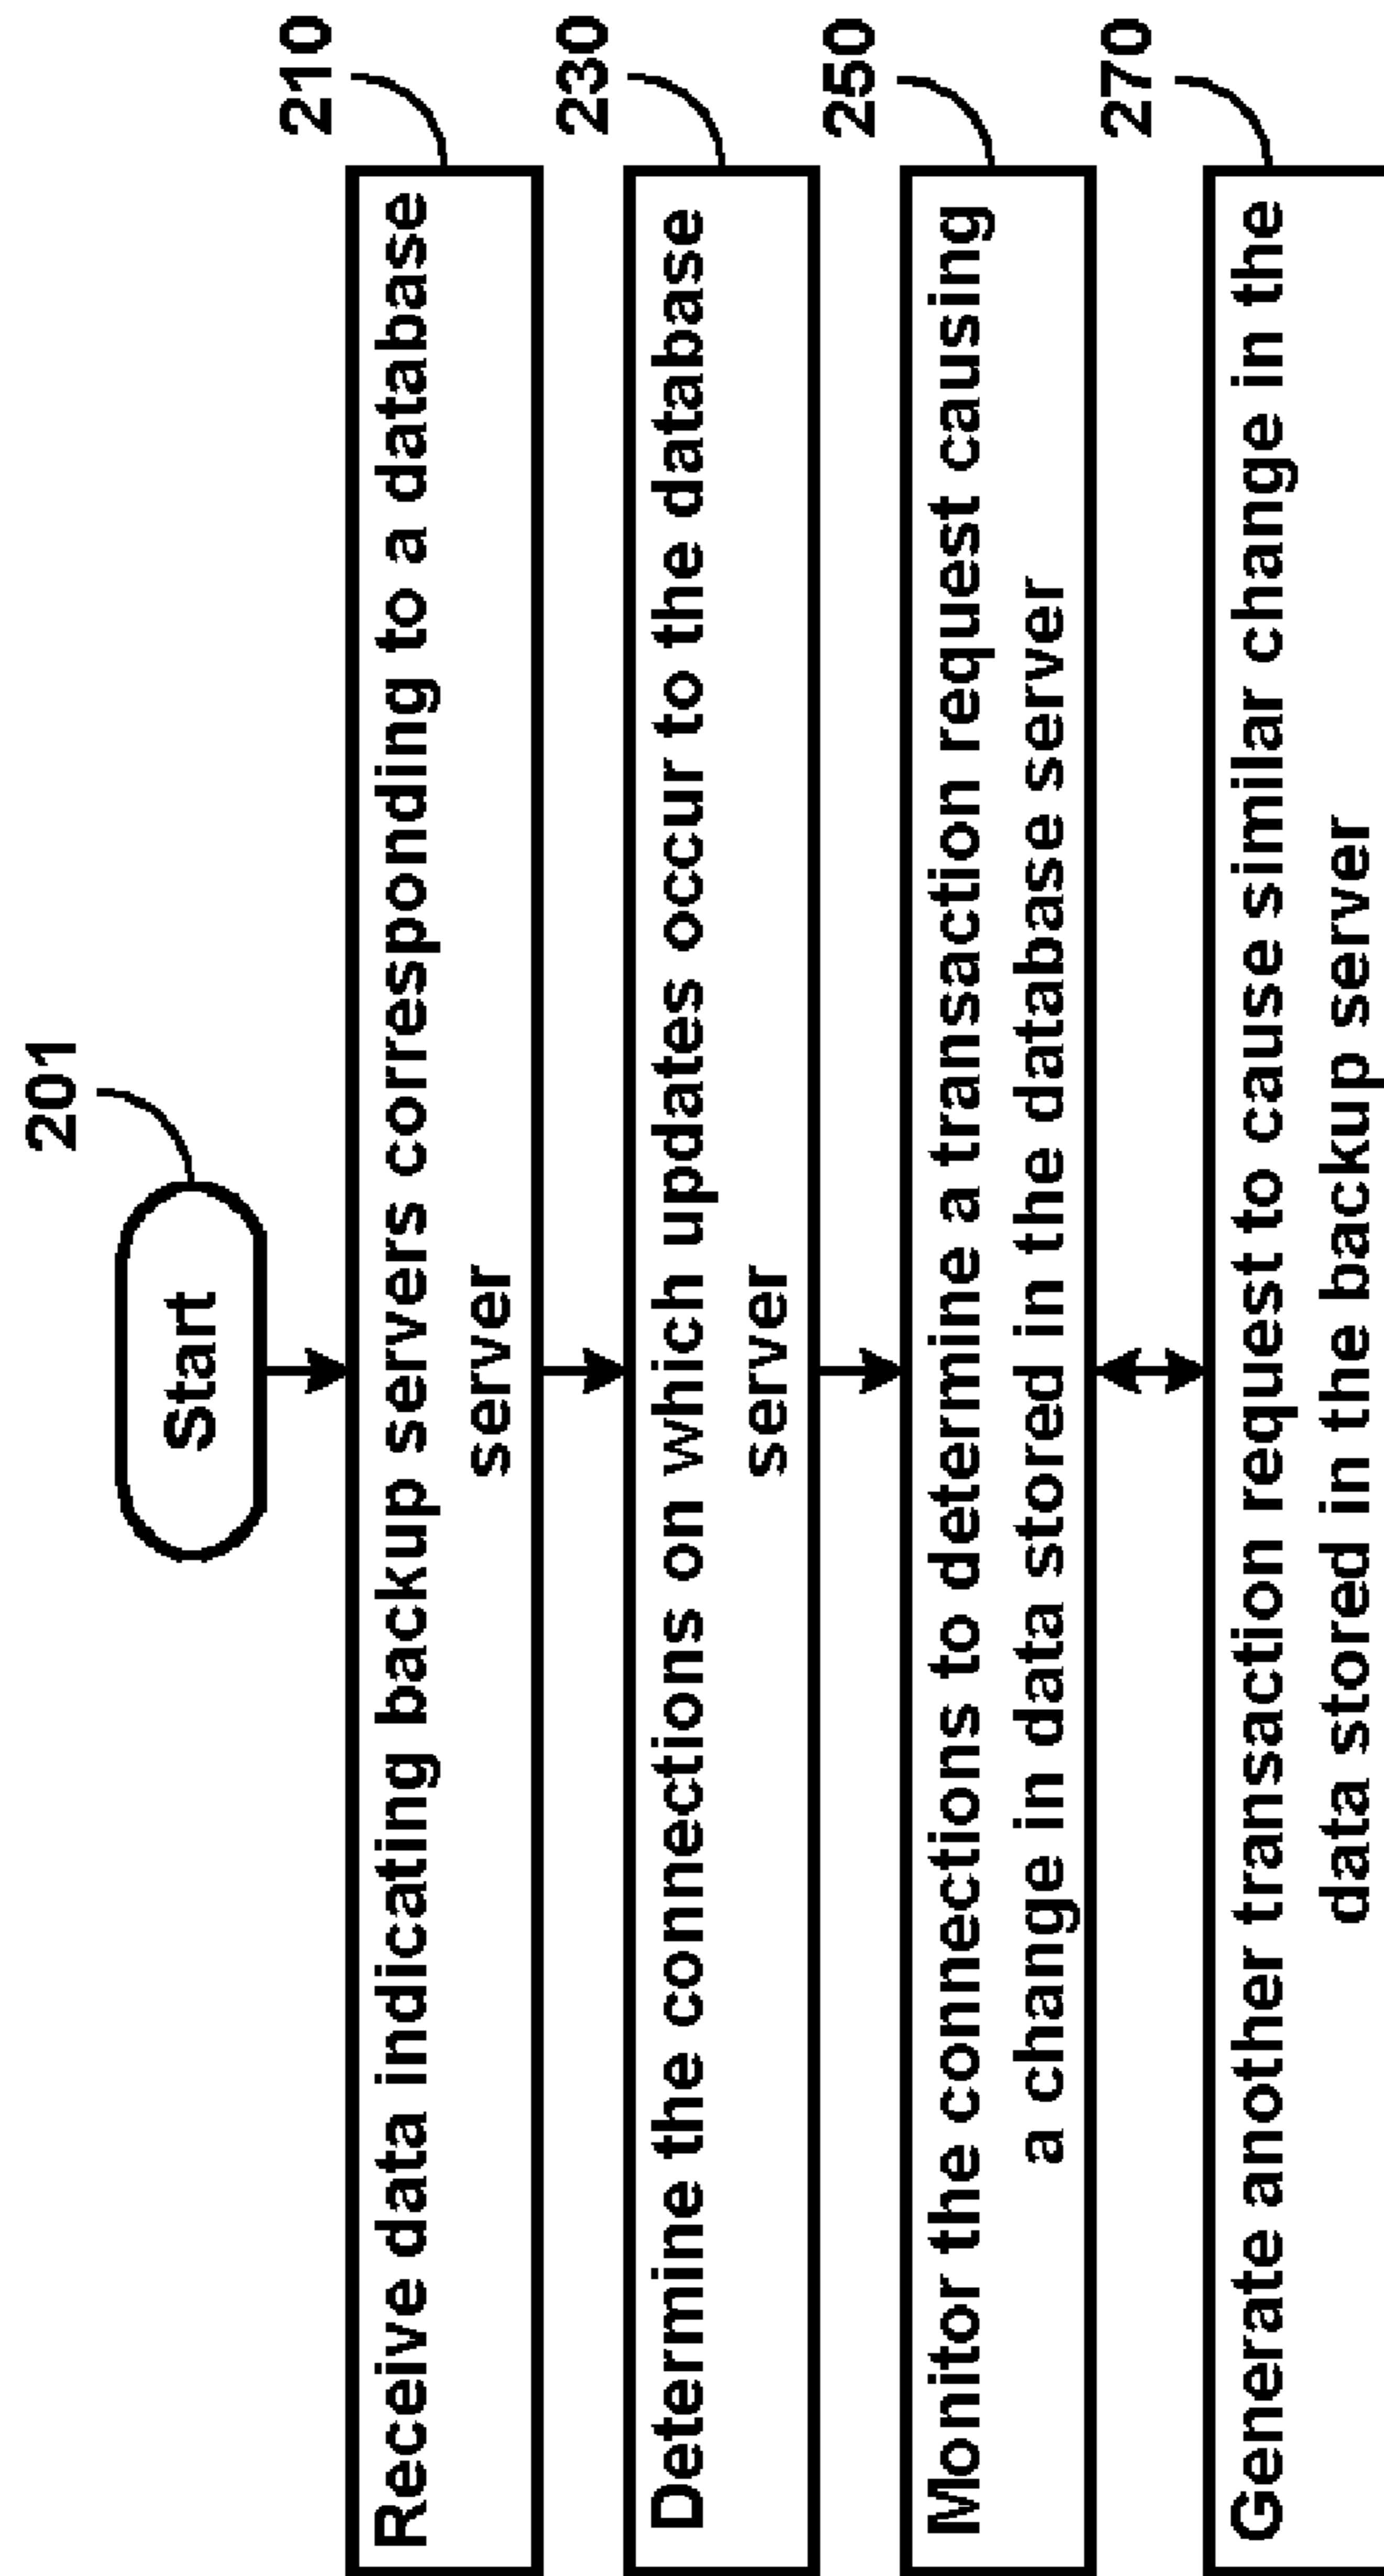 201
Start
210
Receive data indicating backup servers corresponding to a database
server
230
Determine the connections on which updates occur to the database
server
250
Monitor the connections to determine a transaction request causing
a change in data stored in the database server
270
Generate another transaction request to cause similar change in the
data stored in the backup server